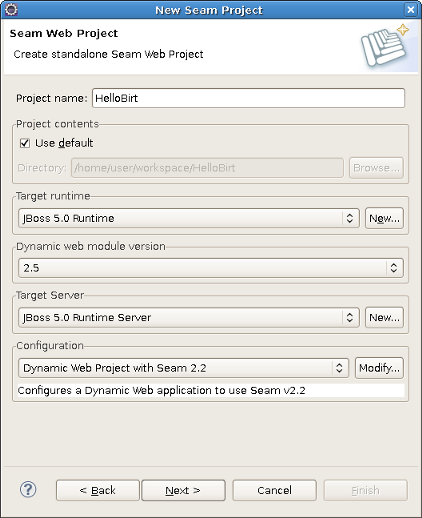 New Seam Project
Seam Web Project
Create standalone Seam Web Project
Project name: HelloBirt
Project contents
Use default
Directory: /home/user/workspace/HelloBirt Browse...
Target runtime
JBoss 5.0 Runtime New...
Dynamic web module version
2.5
Target Server
JBoss 5.0 Runtime Server New...
Configuration
Dynamic Web Project with Seam 2.2 Modify...
Configures a Dynamic Web application to use Seam v2.2
? < Back Next > Cancel Finish